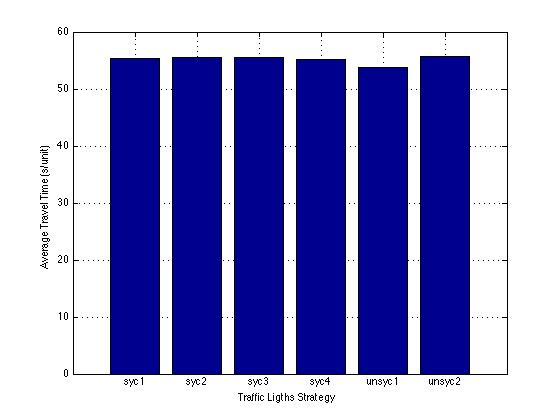 60
50
40
30
20
10
0
Average Travel Time (s/unit)
syc1 syc2 syc3 syc4 unsyc1 unsyc2
Traffic Ligths Strategy